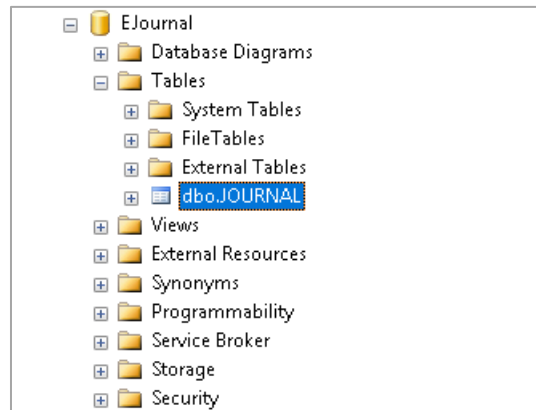 EJournal
Database Diagrams
Tables
System Tables
FileTables
External Tables
dbo.JOURNAL
Views
External Resources
Synonyms
Programmability
Service Broker
Storage
Security